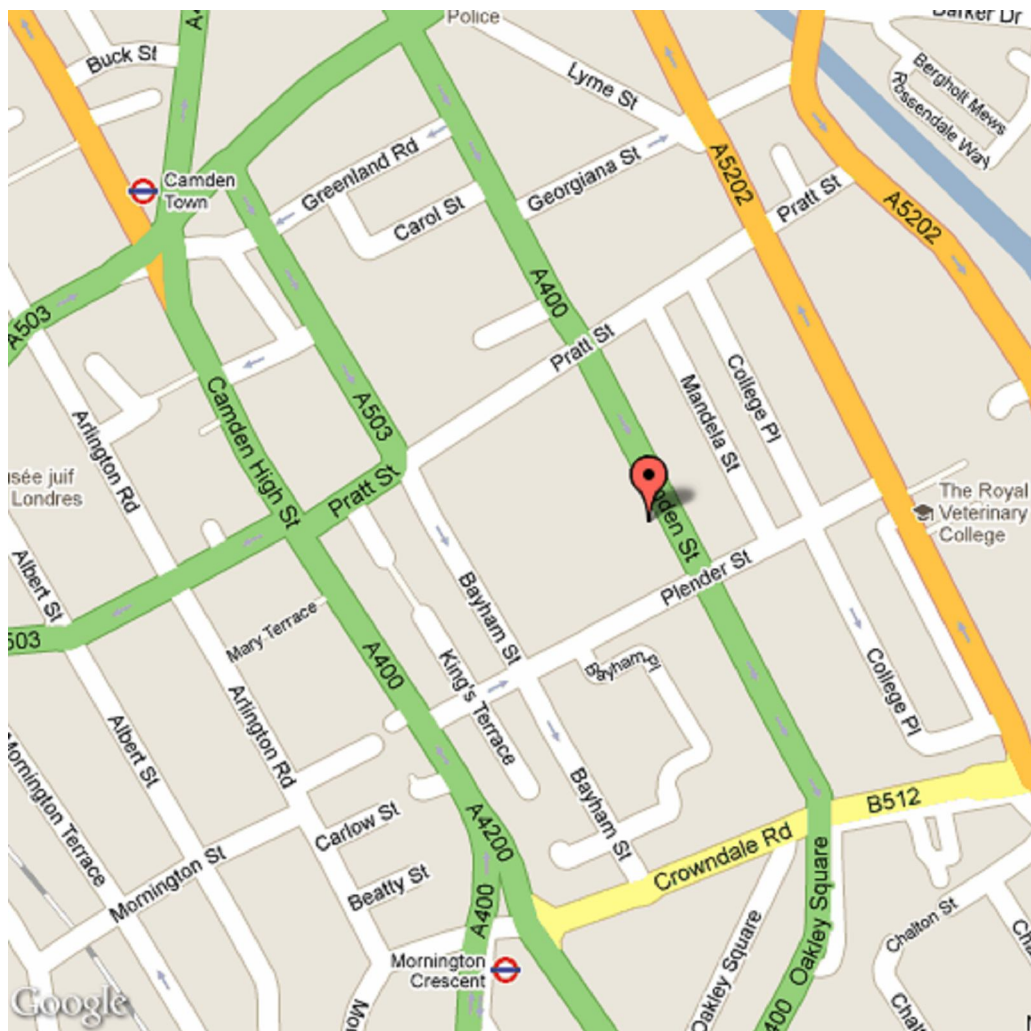 Police
Barker Dr
A4
Buck St
Lyme St
Bergholt Mews
Rossendale Way
Camden
Town
Greenland Rd
Georgiana St
Carol St
A5202
Pratt St
A5202
A503
A400
Pratt St
Camden High St
A503
Mandela St
College Pl
Arlington Rd
usée juif
Londres
Pratt St
The Royal
Veterinary
College
Albert St
Bayham St
Plender St
503
Mary Terrace
A400
King's Terrace
Bayham Pl
College Pl
Arlington Rd
Albert St
Mornington Terrace
Bayham St
B512
Carlow St
A4200
Crowndale Rd
Mornington St
Beatty St
A400
Oakley Square
Oakley Square
Chalton St
Mornington
Crescent
400
Google